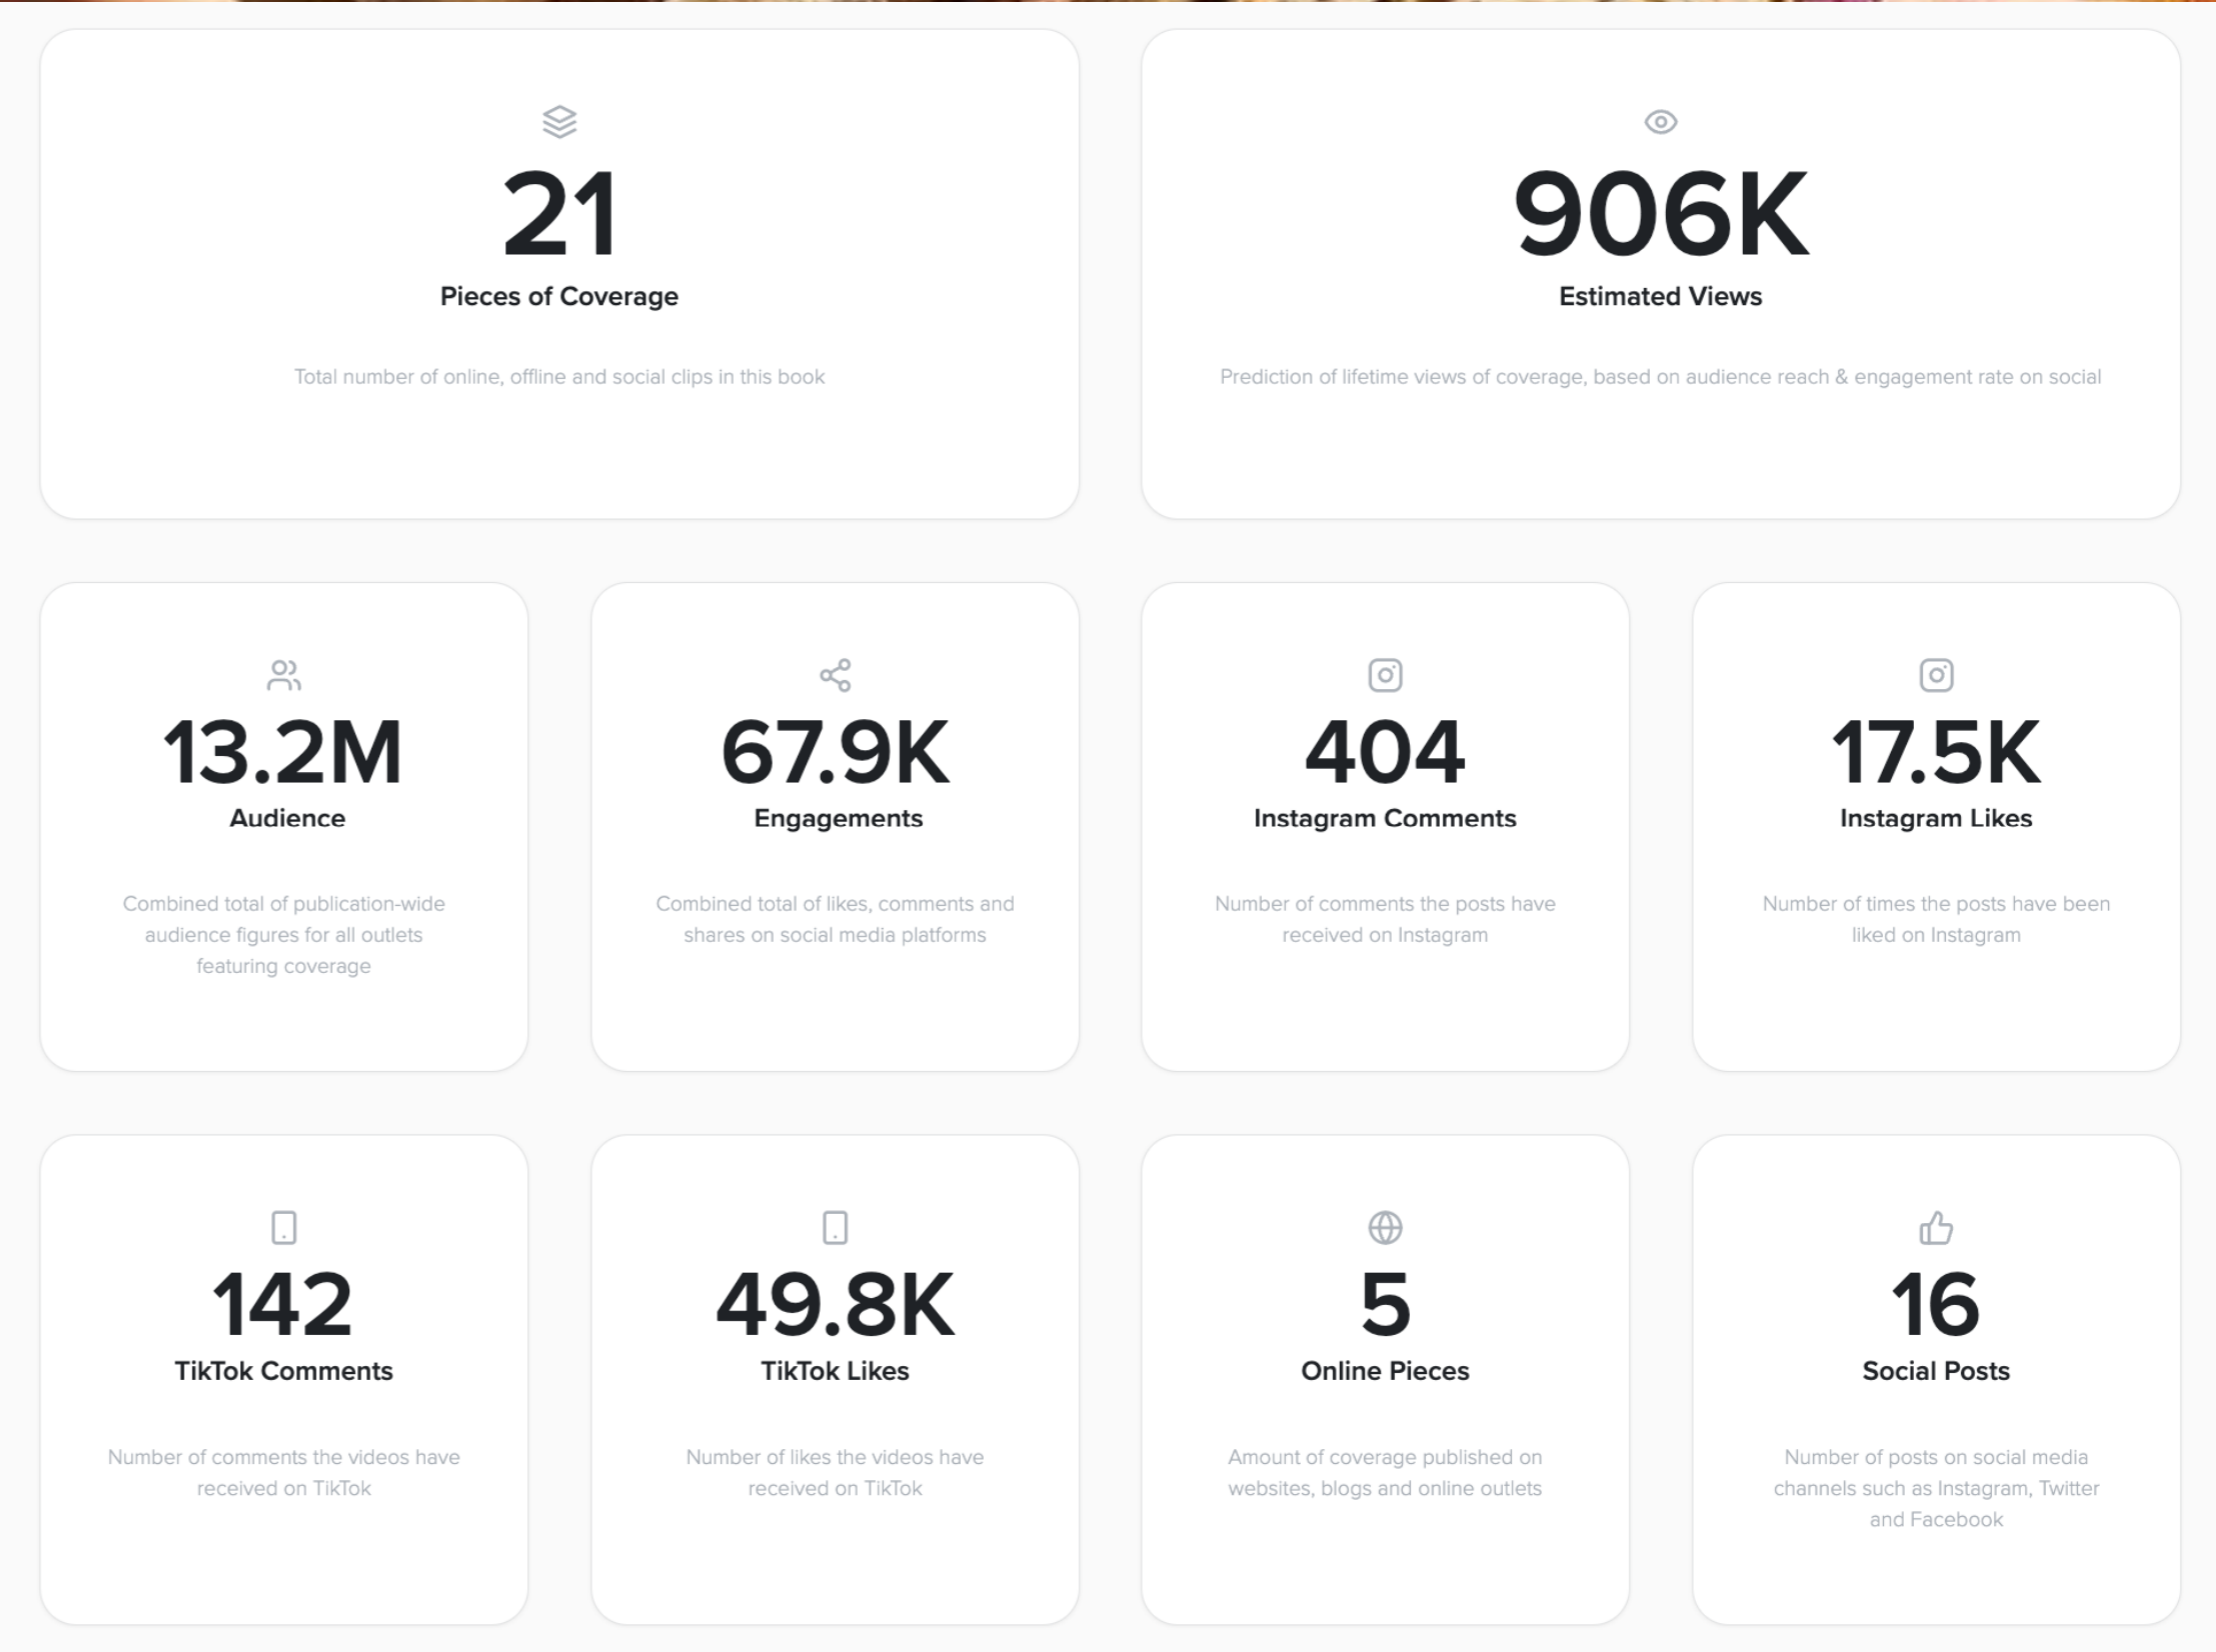 21
Pieces of Coverage
Total number of online, offline and social clips in this book
906K
Estimated Views
Prediction of lifetime views of coverage, based on audience reach & engagement rate on social
13.2M
Audience
Combined total of publication-wide
audience figures for all outlets
featuring coverage
67.9K
Engagements
Combined total of likes, comments and
shares on social media platforms
404
Instagram Comments
Number of comments the posts have
received on Instagram
17.5K
Instagram Likes
Number of times the posts have been
liked on Instagram
142
TikTok Comments
Number of comments the videos have
received on TikTok
49.8K
TikTok Likes
Number of likes the videos have
received on TikTok
5
Online Pieces
Amount of coverage published on
websites, blogs and online outlets
16
Social Posts
Number of posts on social media
channels such as Instagram, Twitter
and Facebook